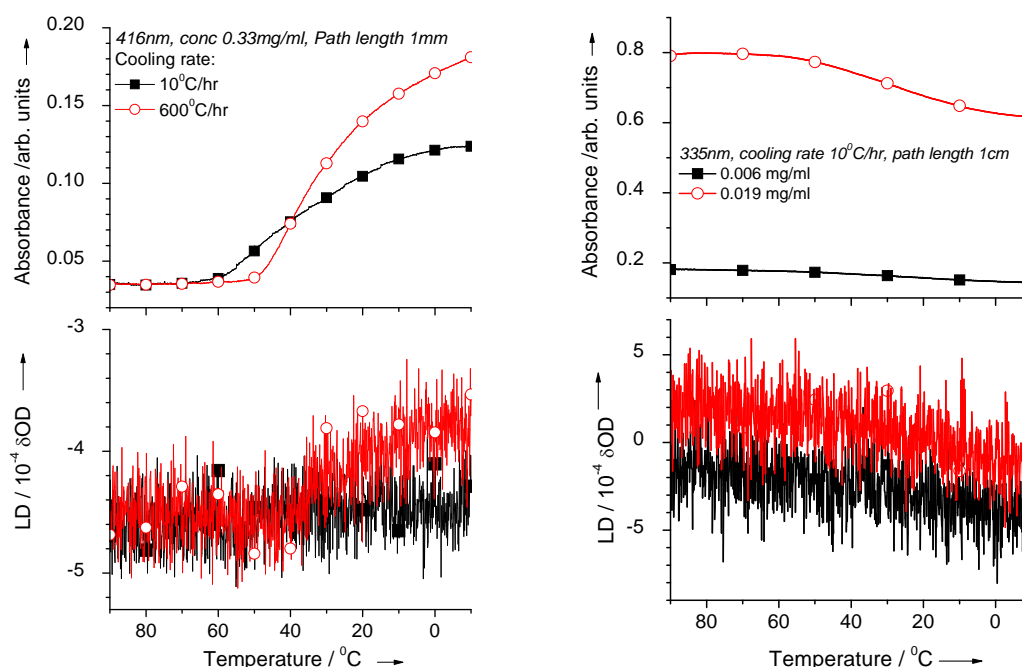 0.20
0.15
0.10
0.05
Absorbance /arb. units
416nm, conc 0.33mg/ml, Path length 1mm
Cooling rate:
10⁰C/hr
600⁰C/hr
-3
-4
-5
LD / 10⁻⁴ δOD
80 60 40 20 0
Temperature / ⁰C
0.8
0.6
0.4
0.2
Absorbance /arb. units
335nm, cooling rate 10⁰C/hr, path length 1cm
0.006 mg/ml
0.019 mg/ml
5
0
-5
LD / 10⁻⁴ δOD
80 60 40 20 0
Temperature / ⁰C